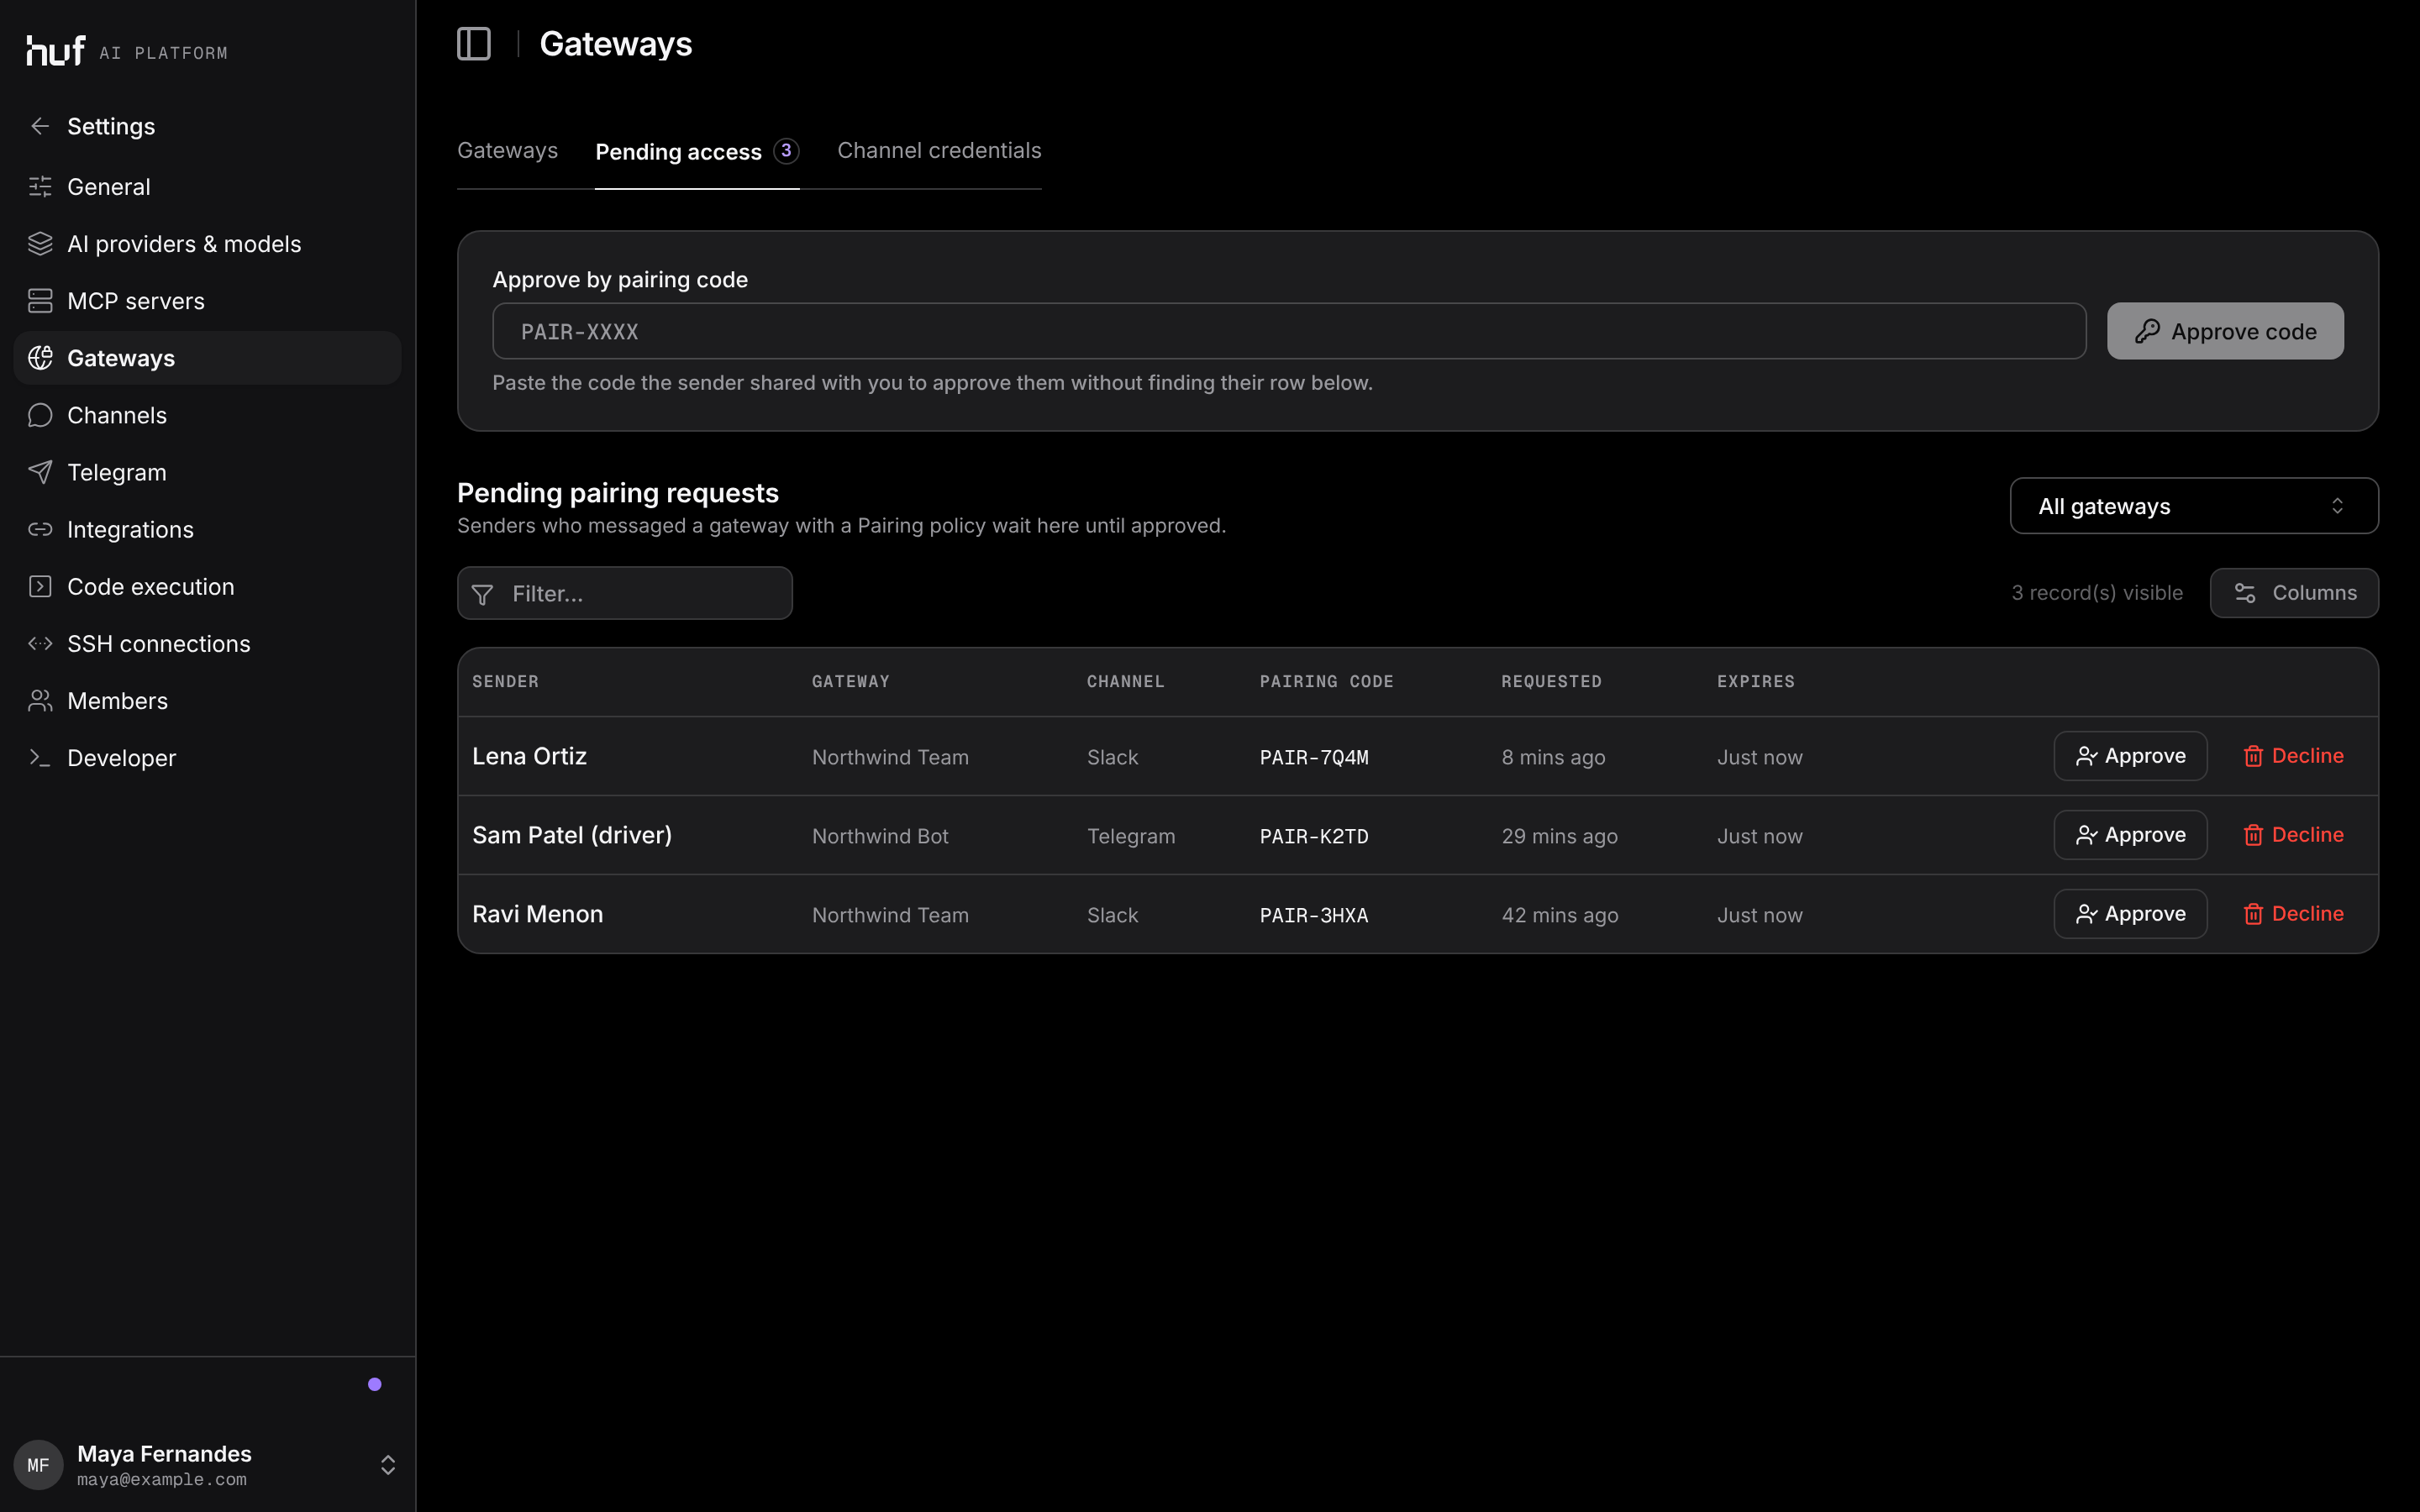 huf AI PLATFORM
Settings
General
AI providers & models
MCP servers
Gateways
Channels
Telegram
Integrations
Code execution
SSH connections
Members
Developer
MF
Maya Fernandes
maya@example.com
Gateways
Gateways Pending access 3 Channel credentials
Approve by pairing code
PAIR-XXXX Approve code
Paste the code the sender shared with you to approve them without finding their row below.
Pending pairing requests
Senders who messaged a gateway with a Pairing policy wait here until approved.
All gateways
Filter... 3 record(s) visible Columns
SENDER GATEWAY CHANNEL PAIRING CODE REQUESTED EXPIRES
Lena Ortiz Northwind Team Slack PAIR-7Q4M 8 mins ago Just now Approve Decline
Sam Patel (driver) Northwind Bot Telegram PAIR-K2TD 29 mins ago Just now Approve Decline
Ravi Menon Northwind Team Slack PAIR-3HXA 42 mins ago Just now Approve Decline